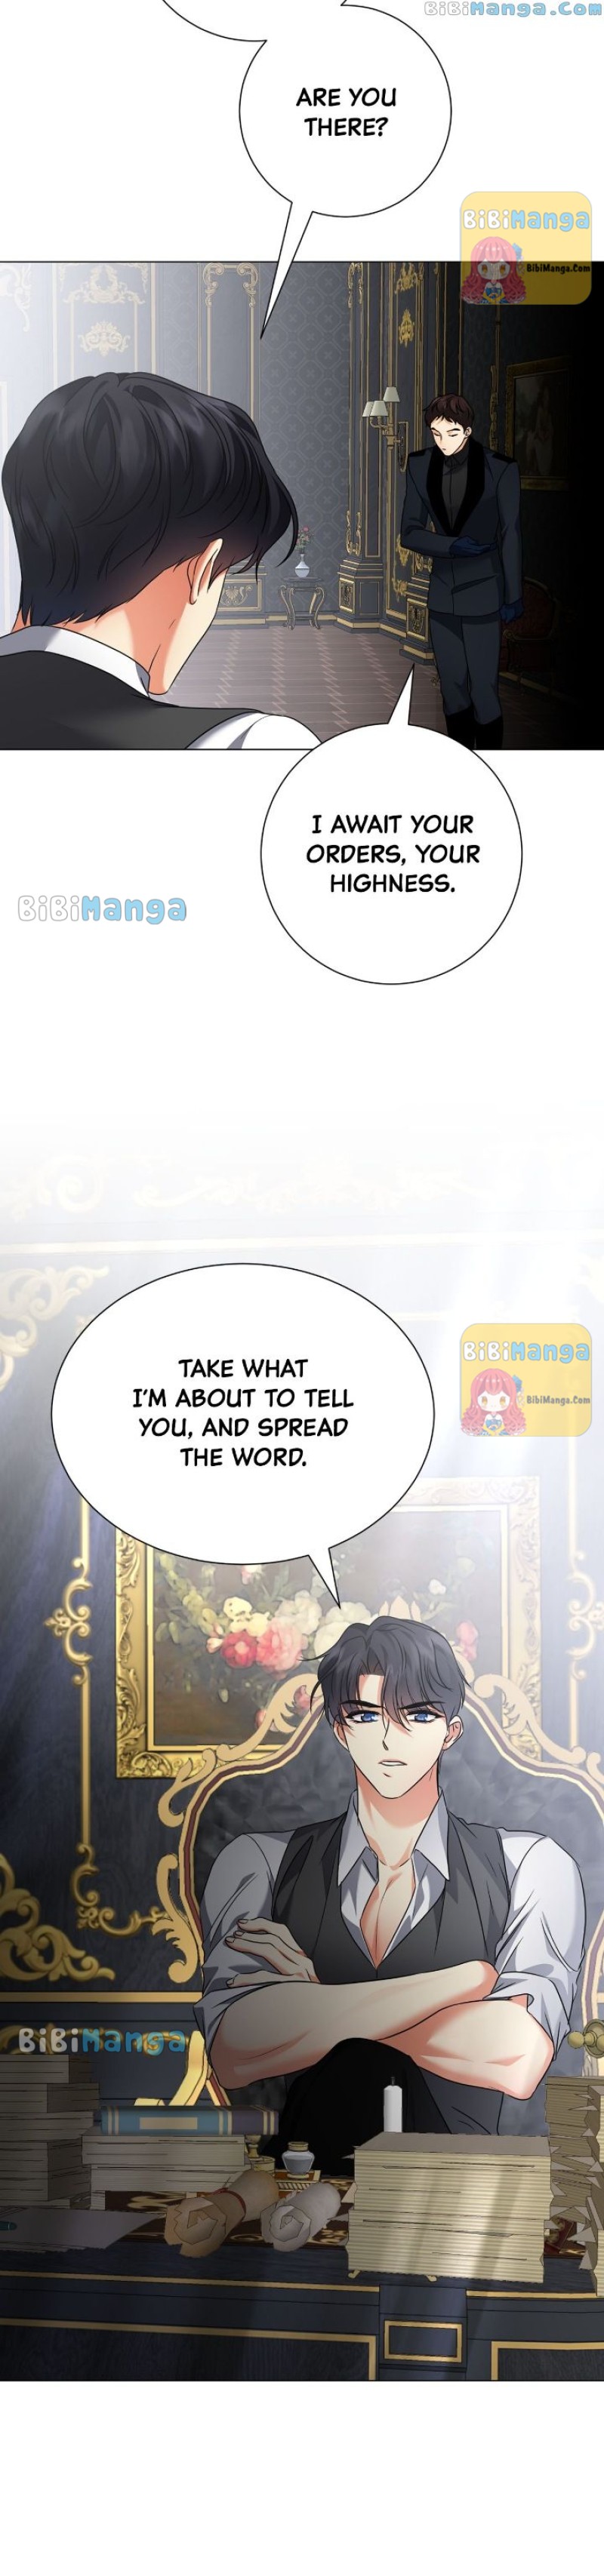 BiBiManga.Com
ARE YOU
THERE?
BiBiManga
BibiManga.Com
I AWAIT YOUR
ORDERS, YOUR
HIGHNESS.
BiBiManga
BiBiManga
BibiManga.Com
TAKE WHAT
I'M ABOUT TO TELL
YOU, AND SPREAD
THE WORD.
BiBiManga